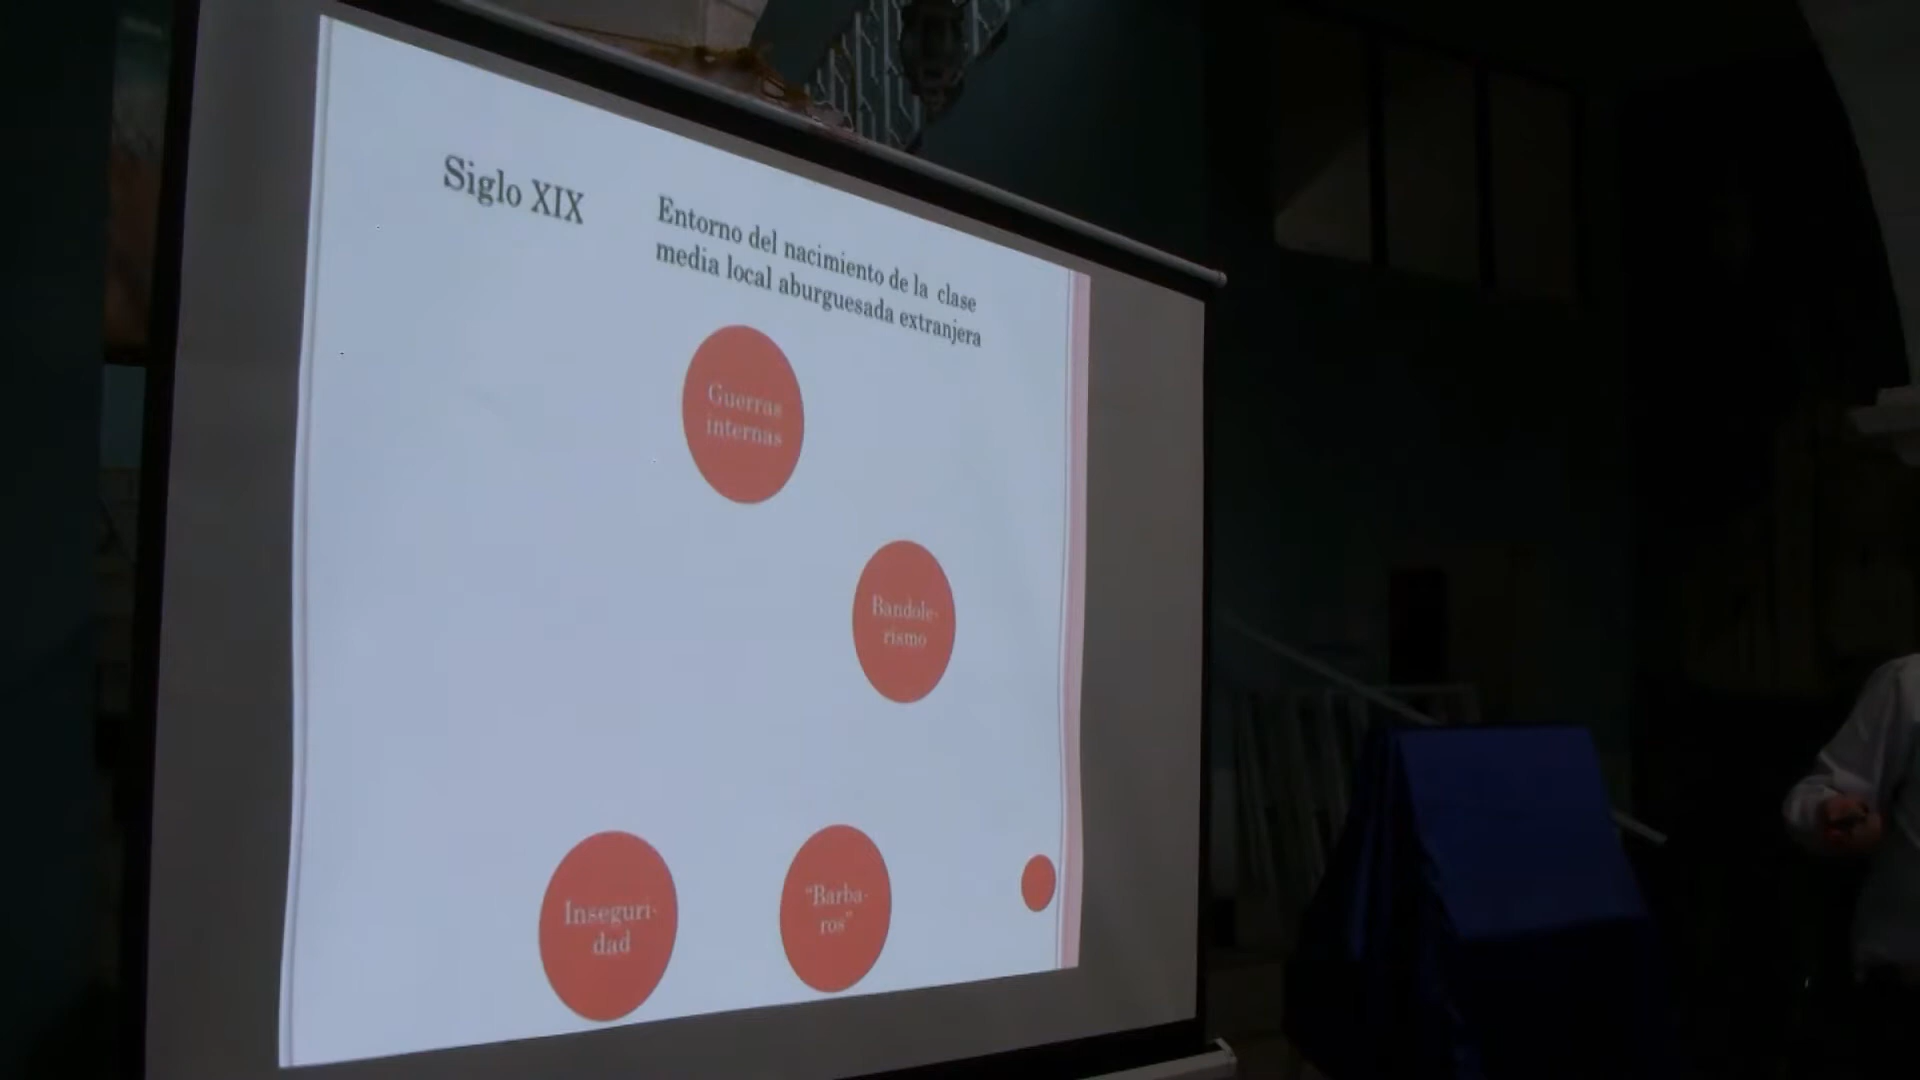 Siglo XIX
Entorno del nacimiento de la clase
media local aburguesada extranjera
Guerras
internas
Bandole-
rismo
Inseguri-
dad
"Barba-
ros"